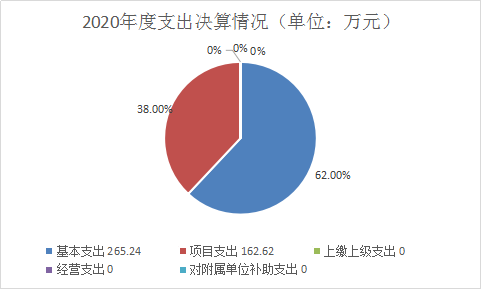 2020年度支出决算情况（单位：万元）
0% 0% 0%
38.00%
62.00%
基本支出 265.24 项目支出 162.62 上缴上级支出 0
经营支出 0 对附属单位补助支出 0